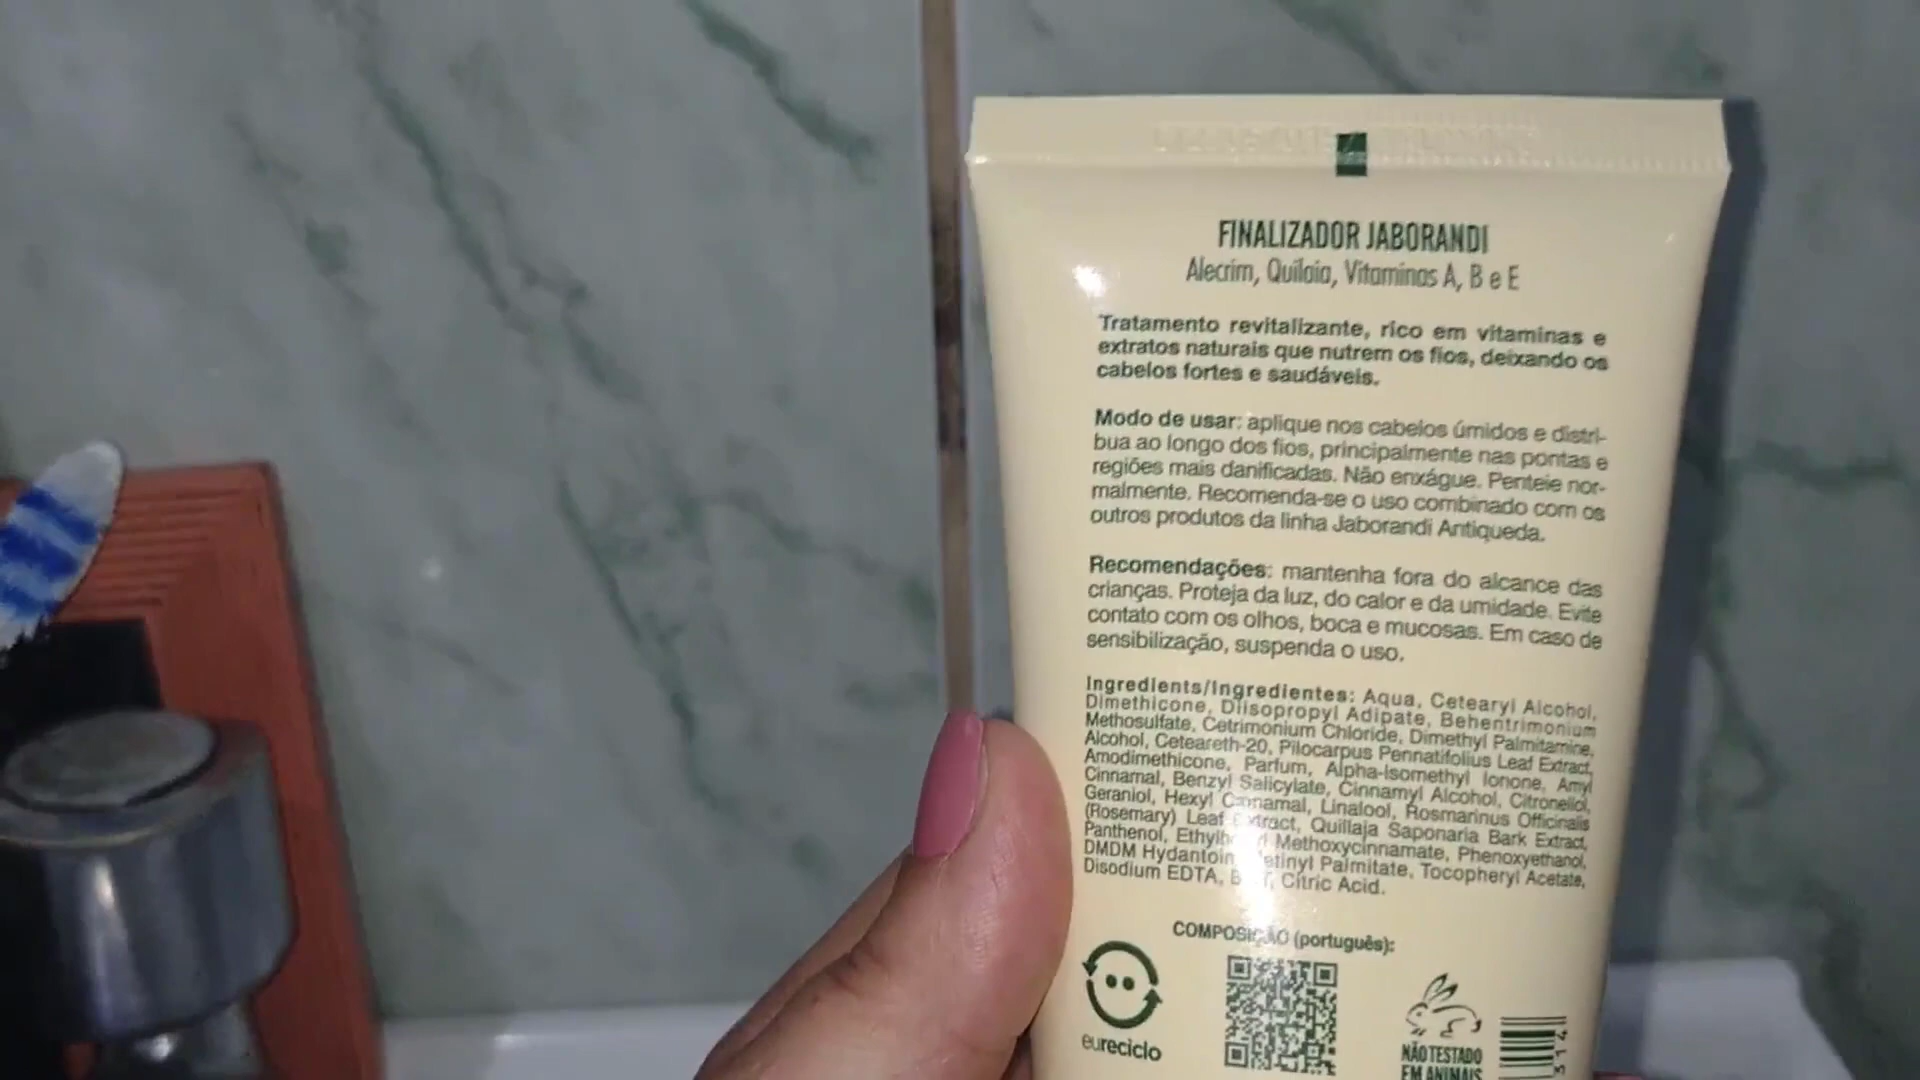 FINALIZADOR JABORANDI
Alecrim, Quilaia, Vitaminas A, B e E
Tratamento revitalizante, rico em vitaminas e
extratos naturais que nutrem os fios, deixando os
cabelos fortes e saudáveis.
Modo de usar: aplique nos cabelos úmidos e distri-
bua ao longo dos fios, principalmente nas pontas e
regiões mais danificadas. Não enxágue. Penteie nor-
malmente. Recomenda-se o uso combinado com os
outros produtos da linha Jaborandi Antiqueda.
Recomendações: mantenha fora do alcance das
crianças. Proteja da luz, do calor e da umidade. Evite
contato com os olhos, boca e mucosas. Em caso de
sensibilização, suspenda o uso.
Ingredients/Ingredientes: Aqua, Cetearyl Alcohol,
Dimethicone, Diisopropyl Adipate, Behentrimonium
Methosulfate, Cetrimonium Chloride, Dimethyl Palmitamine,
Alcohol, Ceteareth-20, Pilocarpus Pennatifolius Leaf Extract,
Amodimethicone, Parfum, Alpha-Isomethyl Ionone, Amyl
Cinnamal, Benzyl Salicylate, Cinnamyl Alcohol, Citronellol,
Geraniol, Hexyl Cinnamal, Linalool, Rosmarinus Officinalis
(Rosemary) Leaf Extract, Quillaja Saponaria Bark Extract,
Panthenol, Methoxycinnamate, Phenoxyethanol,
DMDM Hydantoin, Palmitate, Tocopheryl Acetate,
Disodium EDTA, Citric Acid.
COMPOSIÇÃO (português):
eureciclo
NÃO TESTADO
EM ANIMAIS